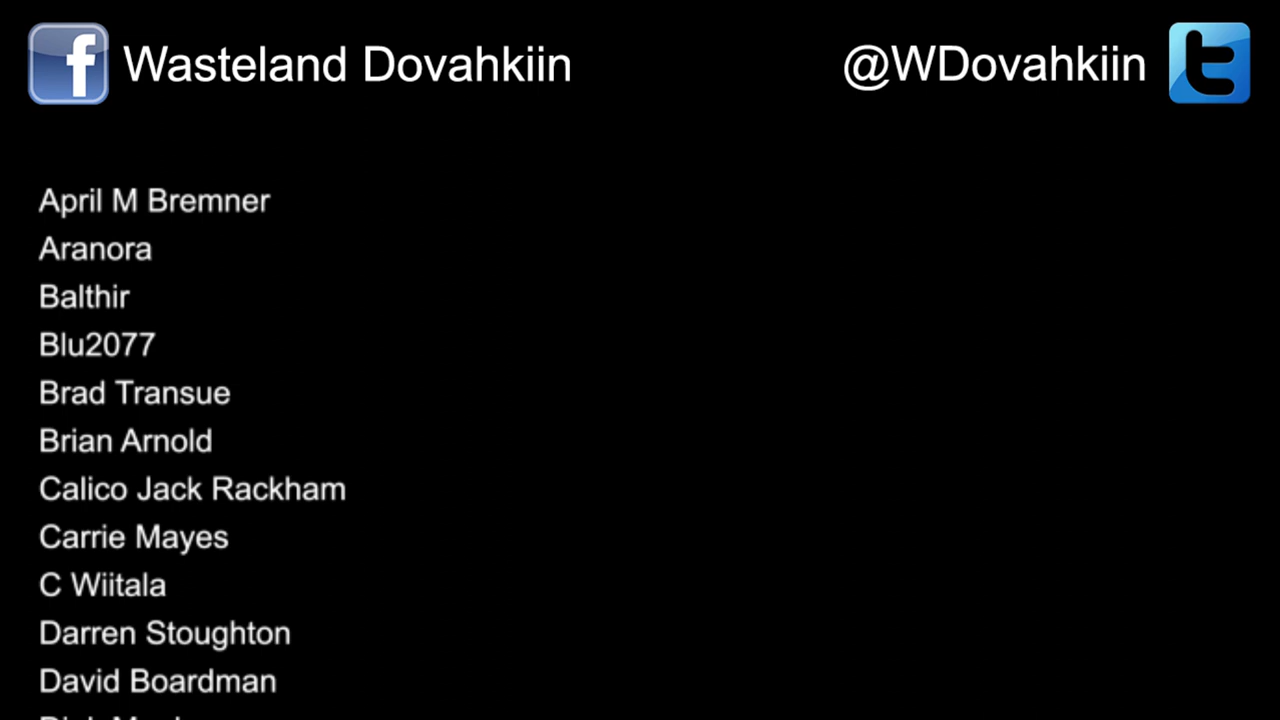 Wasteland Dovahkiin
@WDovahkiin
April M Bremner
Aranora
Balthir
Blu2077
Brad Transue
Brian Arnold
Calico Jack Rackham
Carrie Mayes
C Wiitala
Darren Stoughton
David Boardman